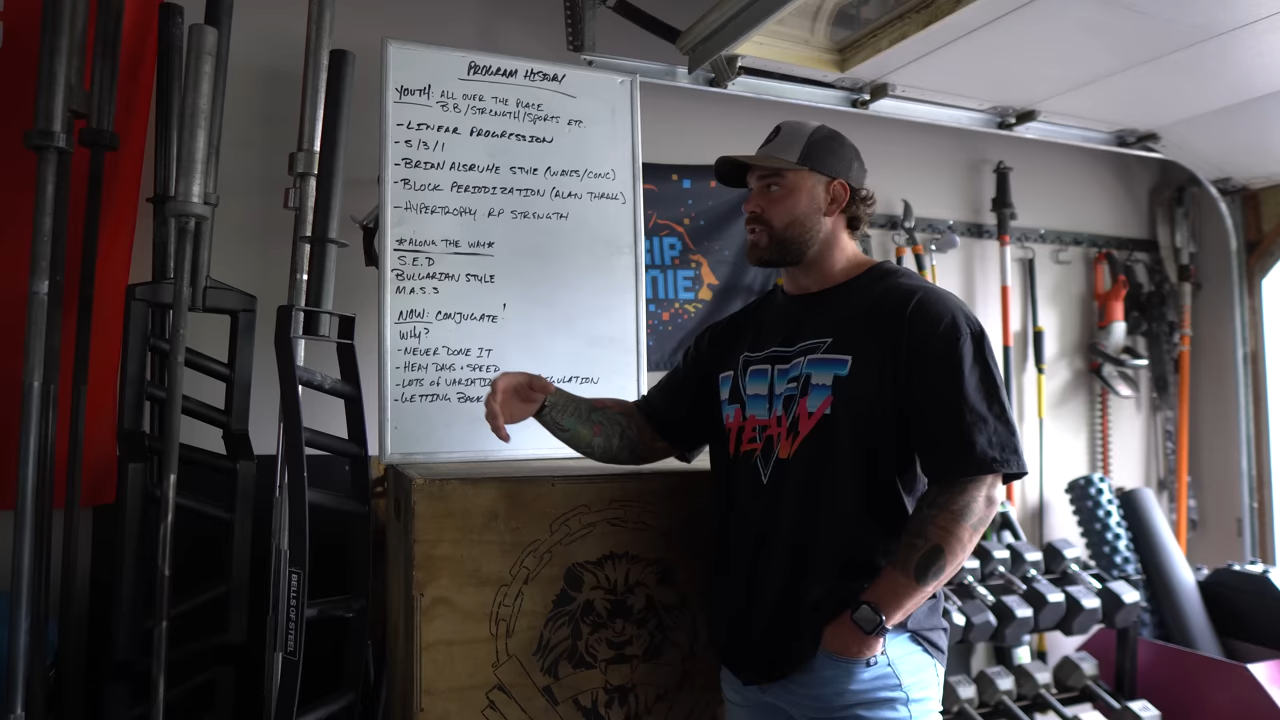 PROGRAM HISTORY
YOUTH: ALL OVER THE PLACE
B.B/STRENGTH/SPORTS ETC.
-LINEAR PROGRESSION
-5/3/1
-BRIAN ALSRUHE STYLE (WAVES/CONC)
-BLOCK PERIODIZATION (ALAN THRALL)
-HYPERTROPHY RP STRENGTH
*ALONG THE WAY*
S.E.D
BULGARIAN STYLE
M.A.S.S
NOW: CONJUGATE!
WHY?
-NEVER DONE IT
-HEAVY DAYS + SPEED
-LOTS OF
-GETTING BACK
LIFT
HEAVY
BELLS OF STEEL